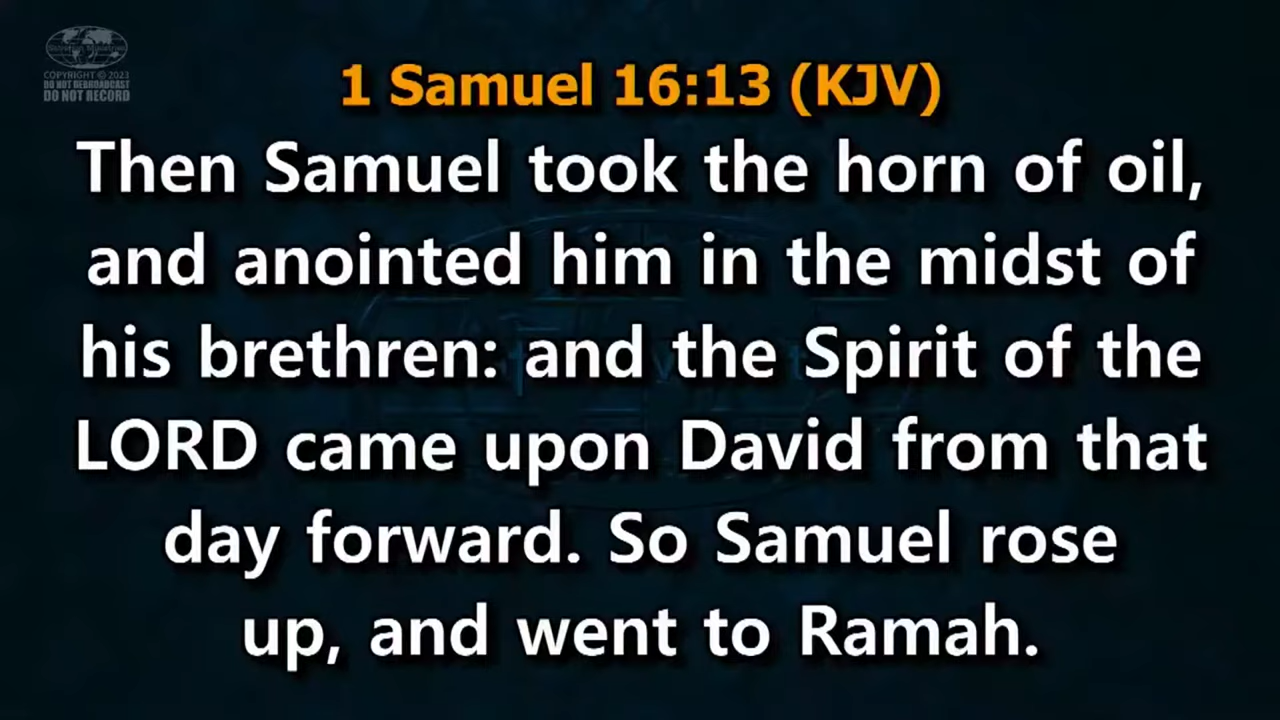 COPYRIGHT © 2023
DO NOT REBROADCAST
DO NOT RECORD
1 Samuel 16:13 (KJV)
Then Samuel took the horn of oil,
and anointed him in the midst of
his brethren: and the Spirit of the
LORD came upon David from that
day forward. So Samuel rose
up, and went to Ramah.